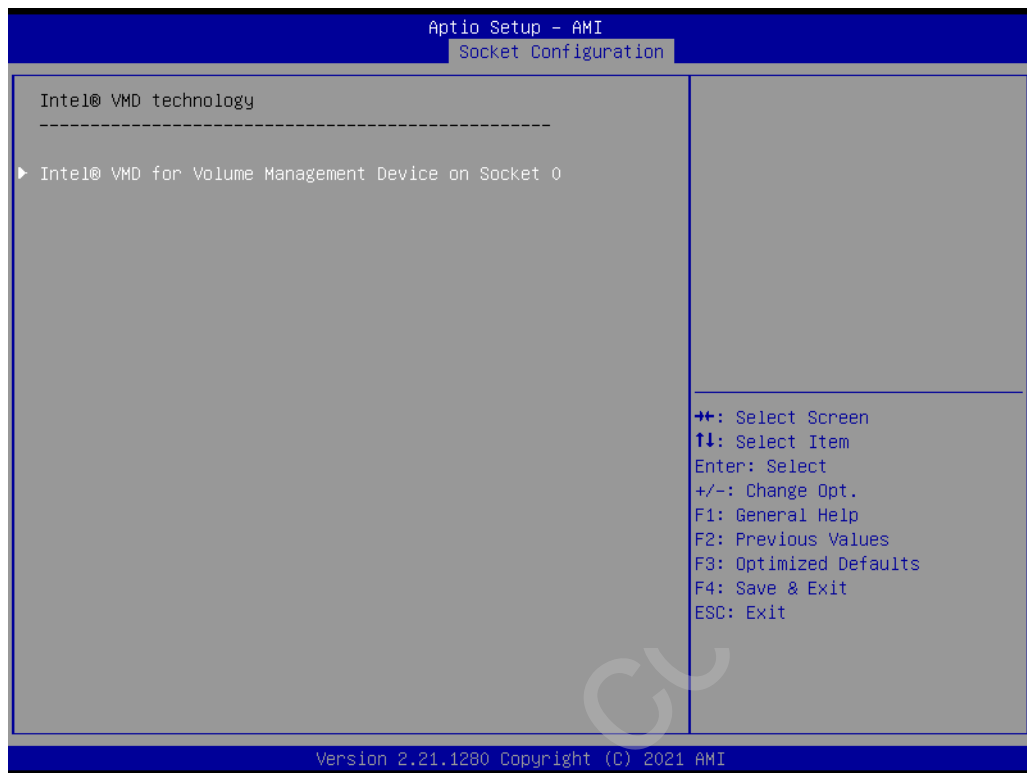 Aptio Setup – AMI
Socket Configuration
Intel® VMD technology
--------------------------------------------------
▶ Intel® VMD for Volume Management Device on Socket 0
→←: Select Screen
↑↓: Select Item
Enter: Select
+/-: Change Opt.
F1: General Help
F2: Previous Values
F3: Optimized Defaults
F4: Save & Exit
ESC: Exit
Version 2.21.1280 Copyright (C) 2021 AMI